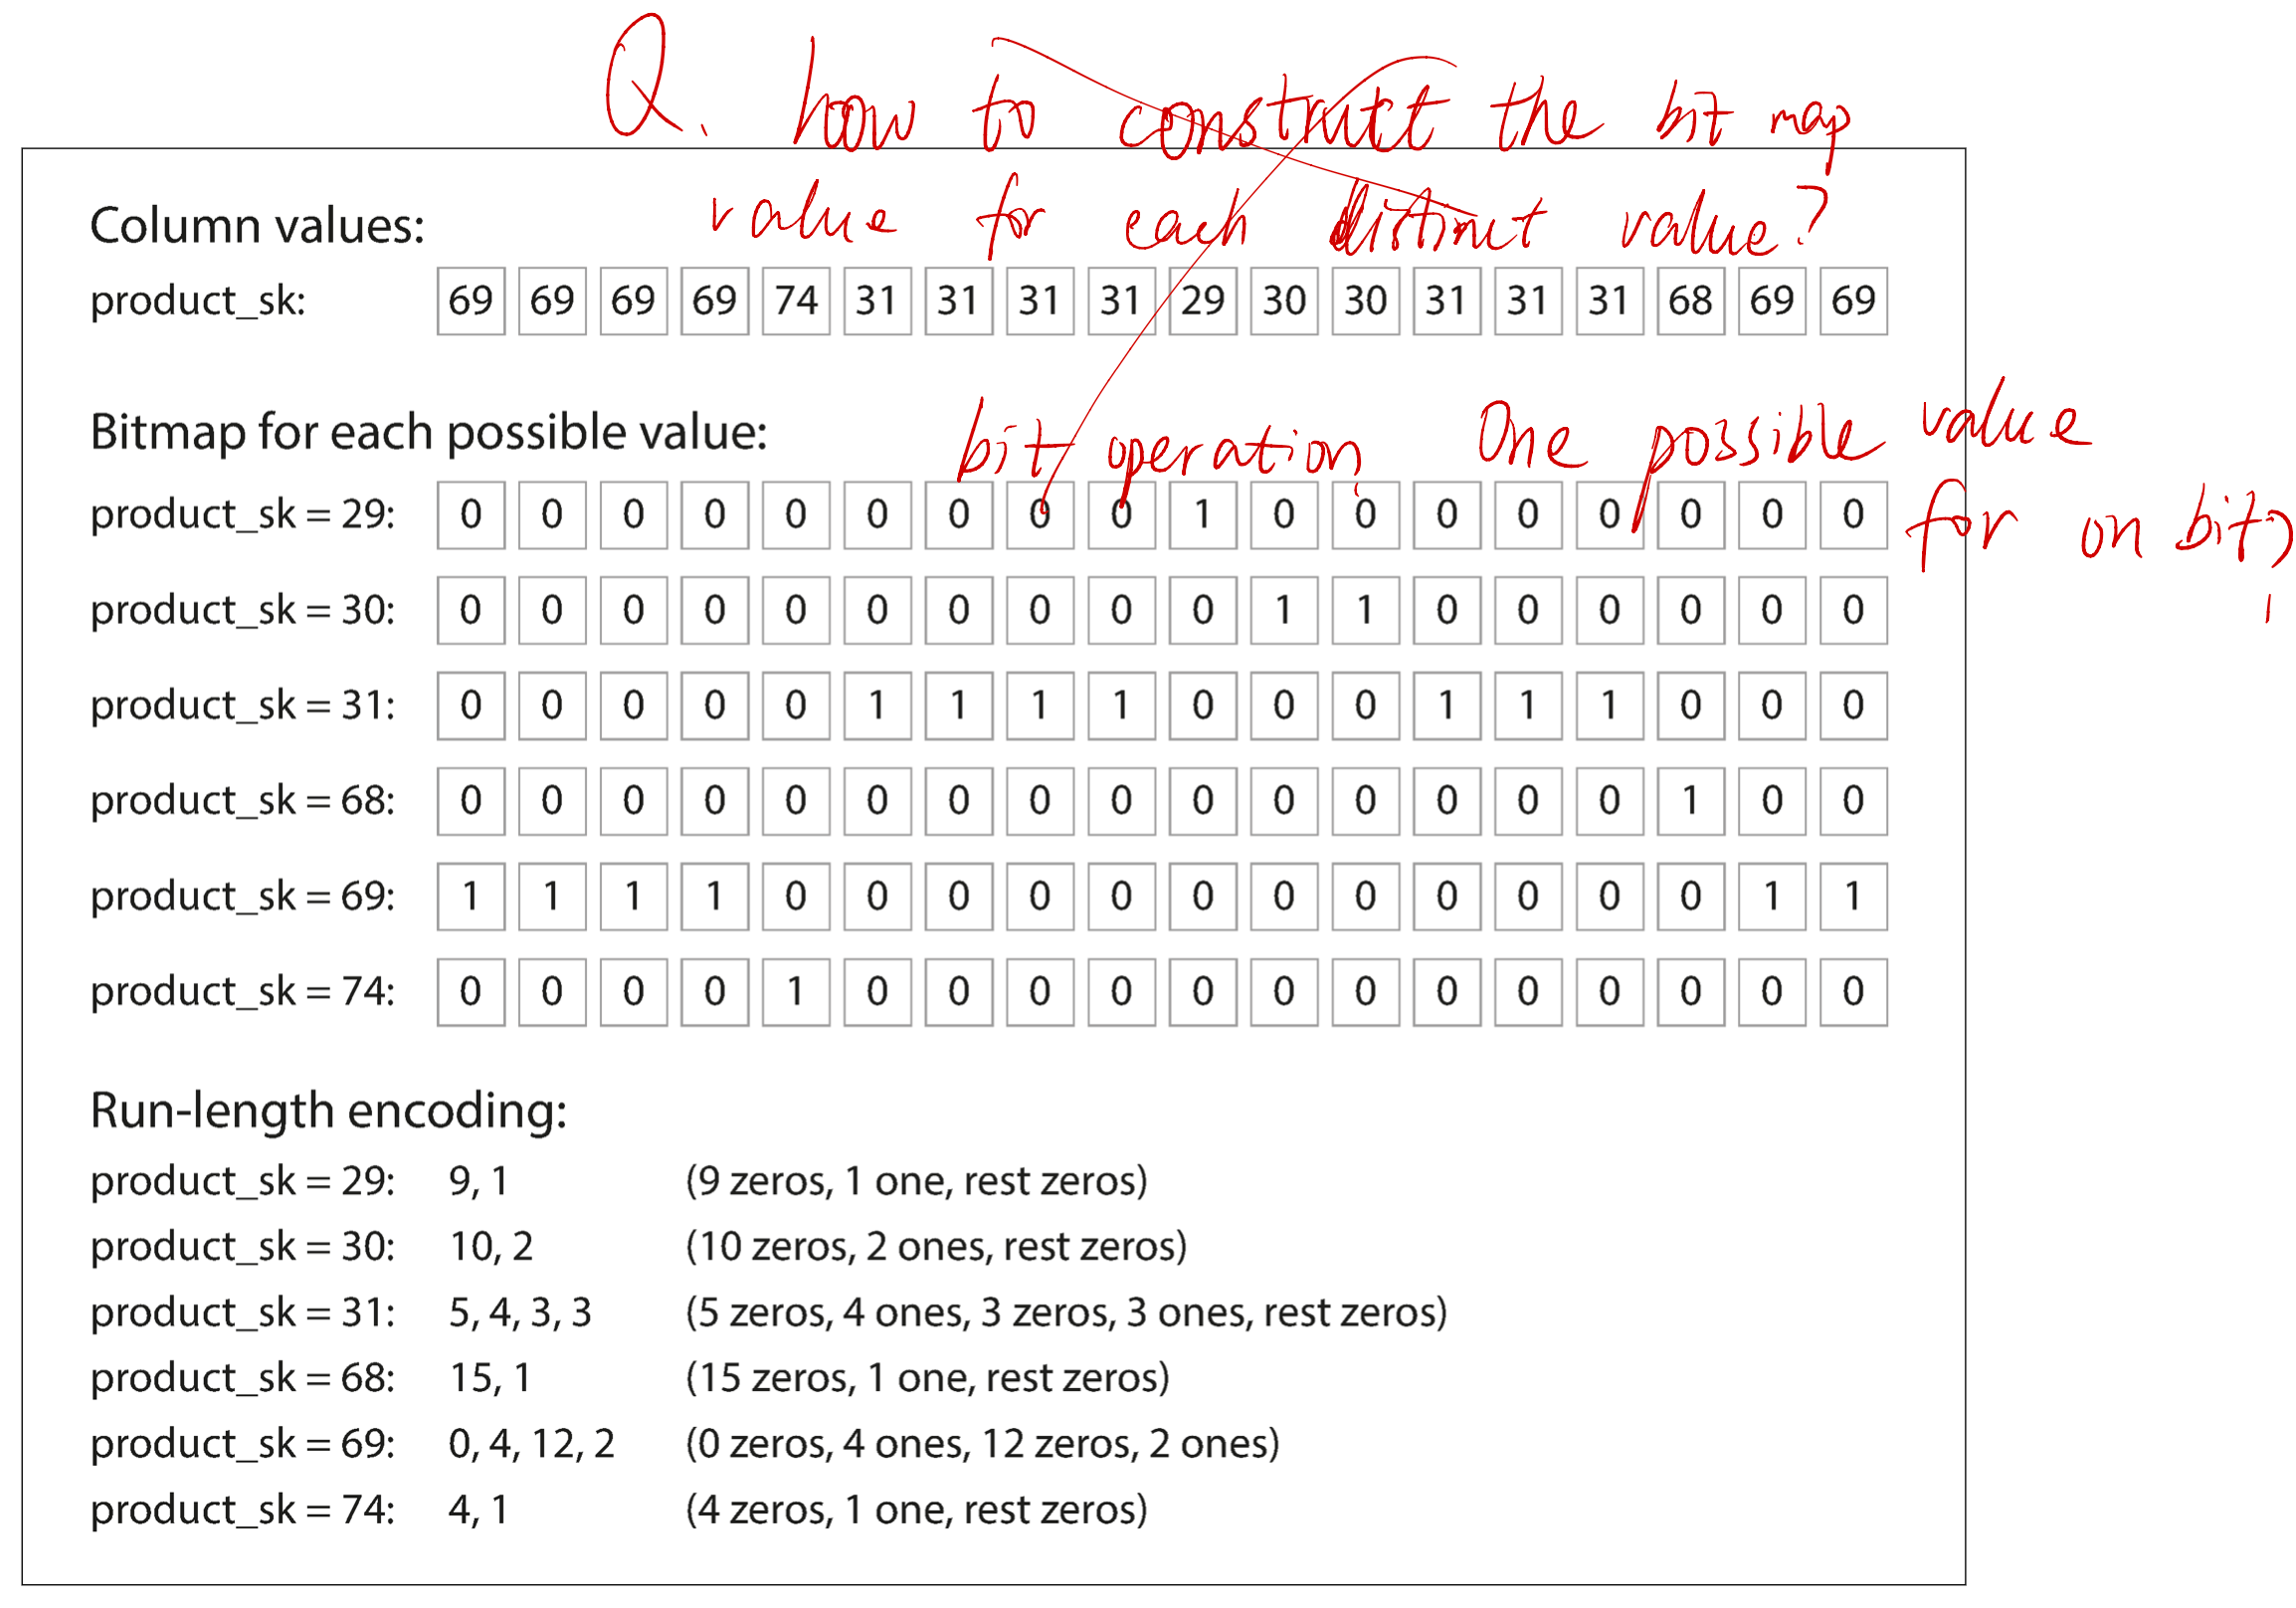 Q. how to construct the bit map
value for each distinct value?
Column values:
product_sk: 69 69 69 69 74 31 31 31 31 29 30 30 31 31 31 68 69 69
Bitmap for each possible value:
bit operation. One possible value
for on bit,
product_sk = 29: 0 0 0 0 0 0 0 0 0 1 0 0 0 0 0 0 0 0
product_sk = 30: 0 0 0 0 0 0 0 0 0 0 1 1 0 0 0 0 0 0
product_sk = 31: 0 0 0 0 0 1 1 1 1 0 0 0 1 1 1 0 0 0
product_sk = 68: 0 0 0 0 0 0 0 0 0 0 0 0 0 0 0 1 0 0
product_sk = 69: 1 1 1 1 0 0 0 0 0 0 0 0 0 0 0 0 1 1
product_sk = 74: 0 0 0 0 1 0 0 0 0 0 0 0 0 0 0 0 0 0
Run-length encoding:
product_sk = 29: 9, 1 (9 zeros, 1 one, rest zeros)
product_sk = 30: 10, 2 (10 zeros, 2 ones, rest zeros)
product_sk = 31: 5, 4, 3, 3 (5 zeros, 4 ones, 3 zeros, 3 ones, rest zeros)
product_sk = 68: 15, 1 (15 zeros, 1 one, rest zeros)
product_sk = 69: 0, 4, 12, 2 (0 zeros, 4 ones, 12 zeros, 2 ones)
product_sk = 74: 4, 1 (4 zeros, 1 one, rest zeros)